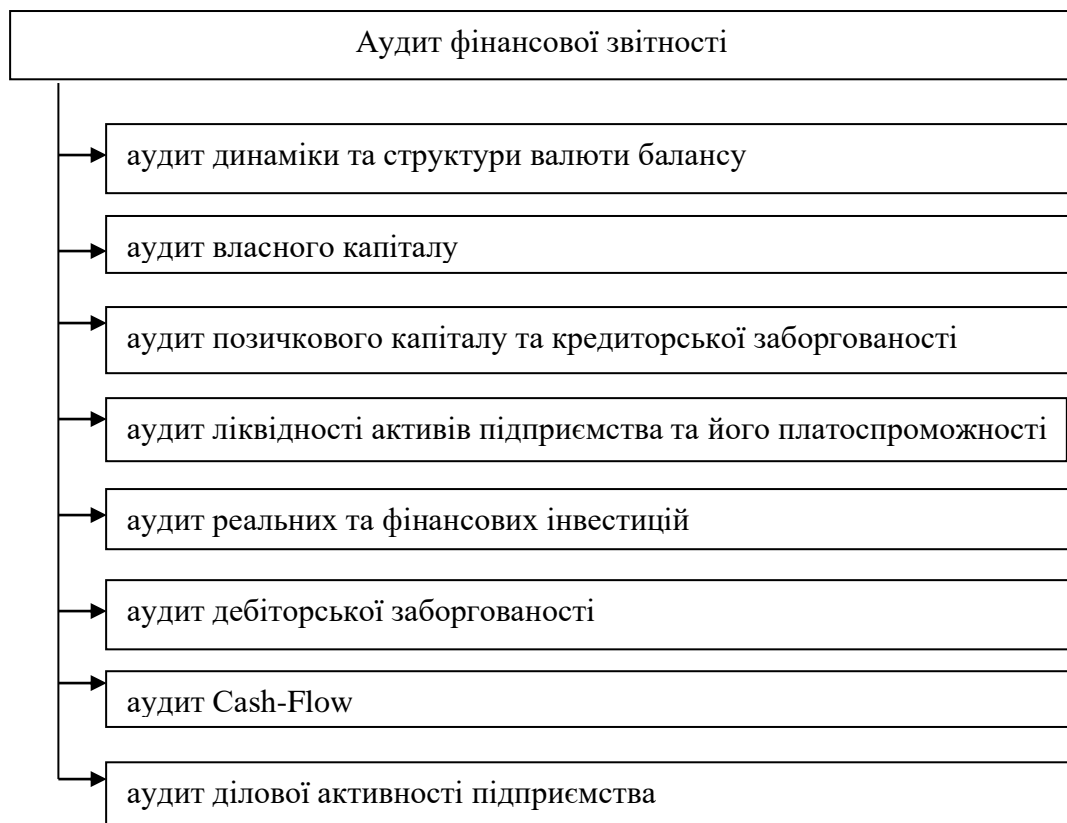 Аудит фінансової звітності
аудит динаміки та структури валюти балансу
аудит власного капіталу
аудит позичкового капіталу та кредиторської заборгованості
аудит ліквідності активів підприємства та його платоспроможності
аудит реальних та фінансових інвестицій
аудит дебіторської заборгованості
аудит Cash-Flow
аудит ділової активності підприємства